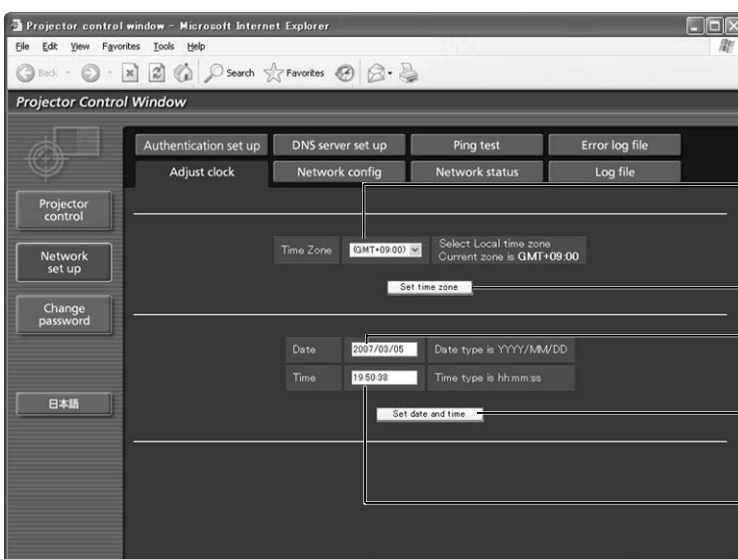 Projector control window - Microsoft Internet Explorer
File Edit View Favorites Tools Help
Back Search Favorites
Projector Control Window
Authentication set up DNS server set up Ping test Error log file
Adjust clock Network config Network status Log file
Projector
control
Network
set up
Change
password
日本語
Time Zone (GMT+09:00) Select Local time zone
Current zone is GMT+09:00
Set time zone
Date 2007/03/05 Date type is YYYY/MM/DD
Time 19:50:38 Time type is hh:mm:ss
Set date and time